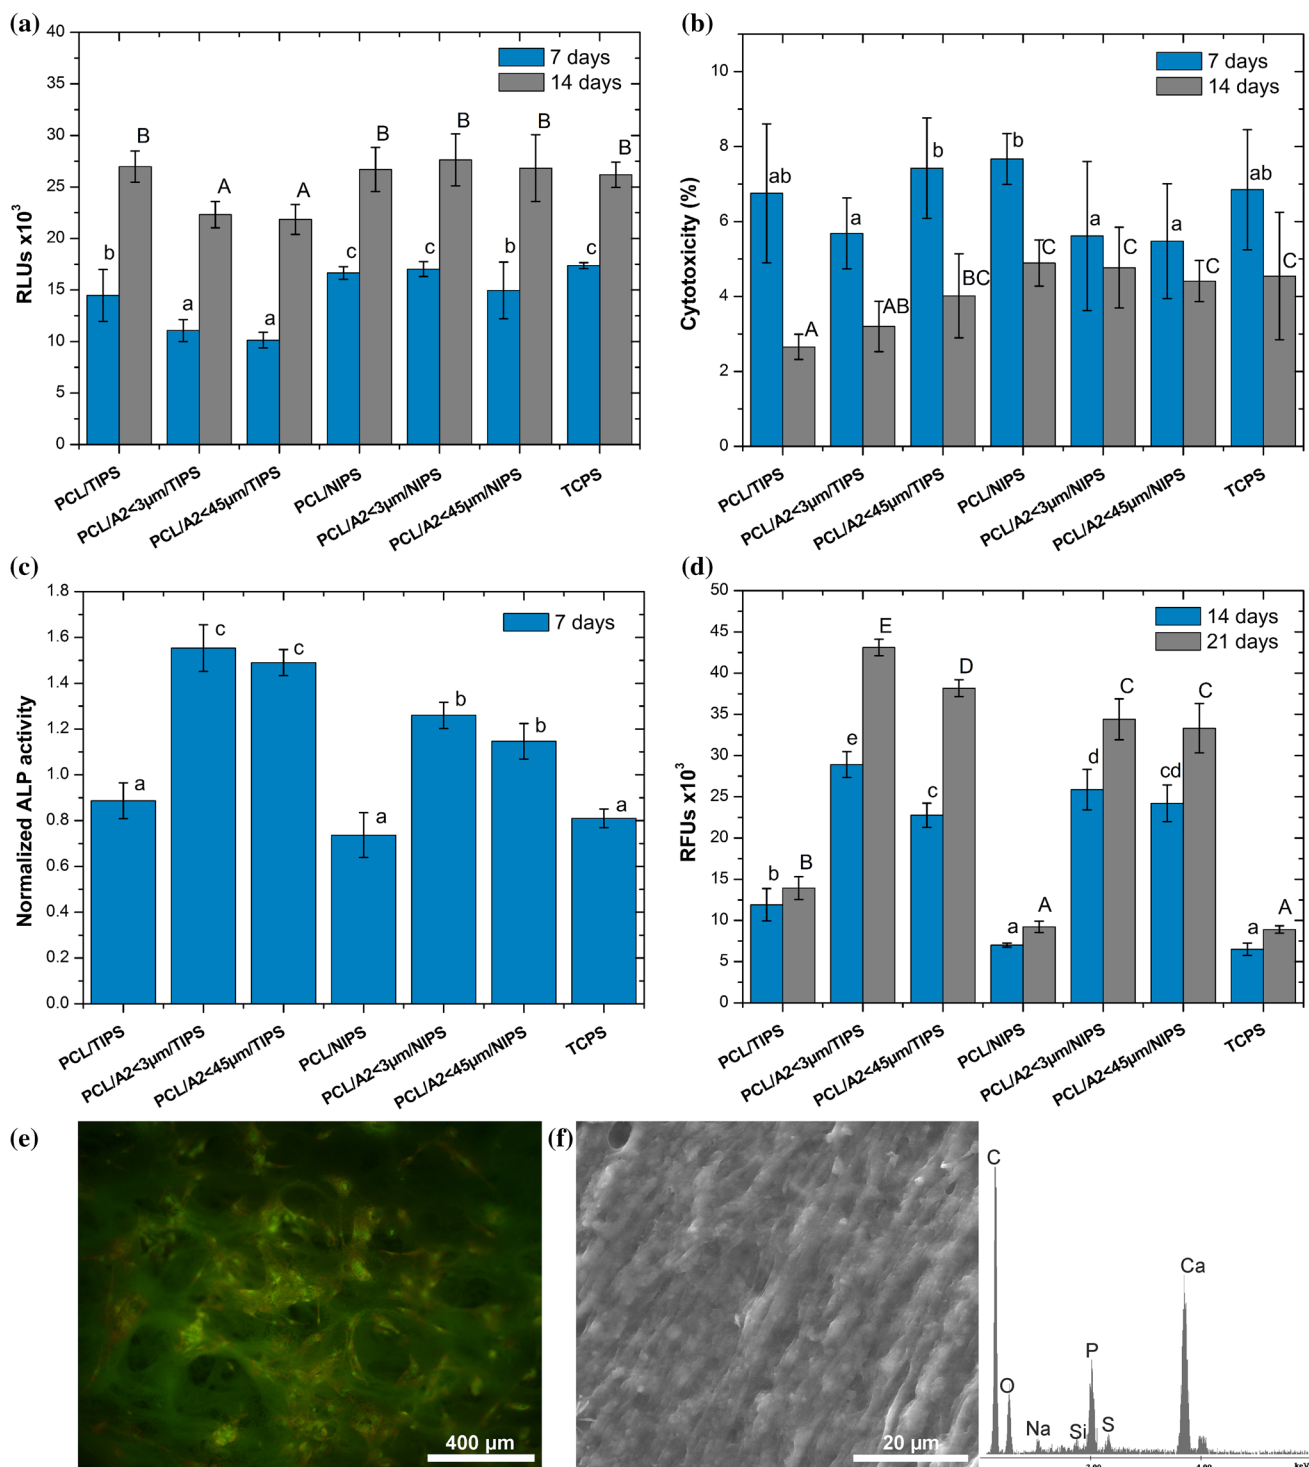 (a)
40
35
30
25
20
15
10
5
0
RLUs x10³
7 days
14 days
b
B
a
A
a
A
c
B
c
B
b
B
c
B
PCL/TIPS
PCL/A2<3µm/TIPS
PCL/A2<45µm/TIPS
PCL/NIPS
PCL/A2<3µm/NIPS
PCL/A2<45µm/NIPS
TCPS
(b)
10
8
6
4
2
0
Cytotoxicity (%)
7 days
14 days
ab
A
a
AB
b
BC
b
C
a
C
a
C
ab
C
PCL/TIPS
PCL/A2<3µm/TIPS
PCL/A2<45µm/TIPS
PCL/NIPS
PCL/A2<3µm/NIPS
PCL/A2<45µm/NIPS
TCPS
(c)
1.8
1.6
1.4
1.2
1.0
0.8
0.6
0.4
0.2
0.0
Normalized ALP activity
7 days
a
c
c
a
b
b
a
PCL/TIPS
PCL/A2<3µm/TIPS
PCL/A2<45µm/TIPS
PCL/NIPS
PCL/A2<3µm/NIPS
PCL/A2<45µm/NIPS
TCPS
(d)
50
45
40
35
30
25
20
15
10
5
0
RFUs x10³
14 days
21 days
b
B
e
E
c
D
a
A
d
C
cd
C
a
A
PCL/TIPS
PCL/A2<3µm/TIPS
PCL/A2<45µm/TIPS
PCL/NIPS
PCL/A2<3µm/NIPS
PCL/A2<45µm/NIPS
TCPS
(e)
400 µm
(f)
20 µm
C
O
Na
Si
P
S
Ca